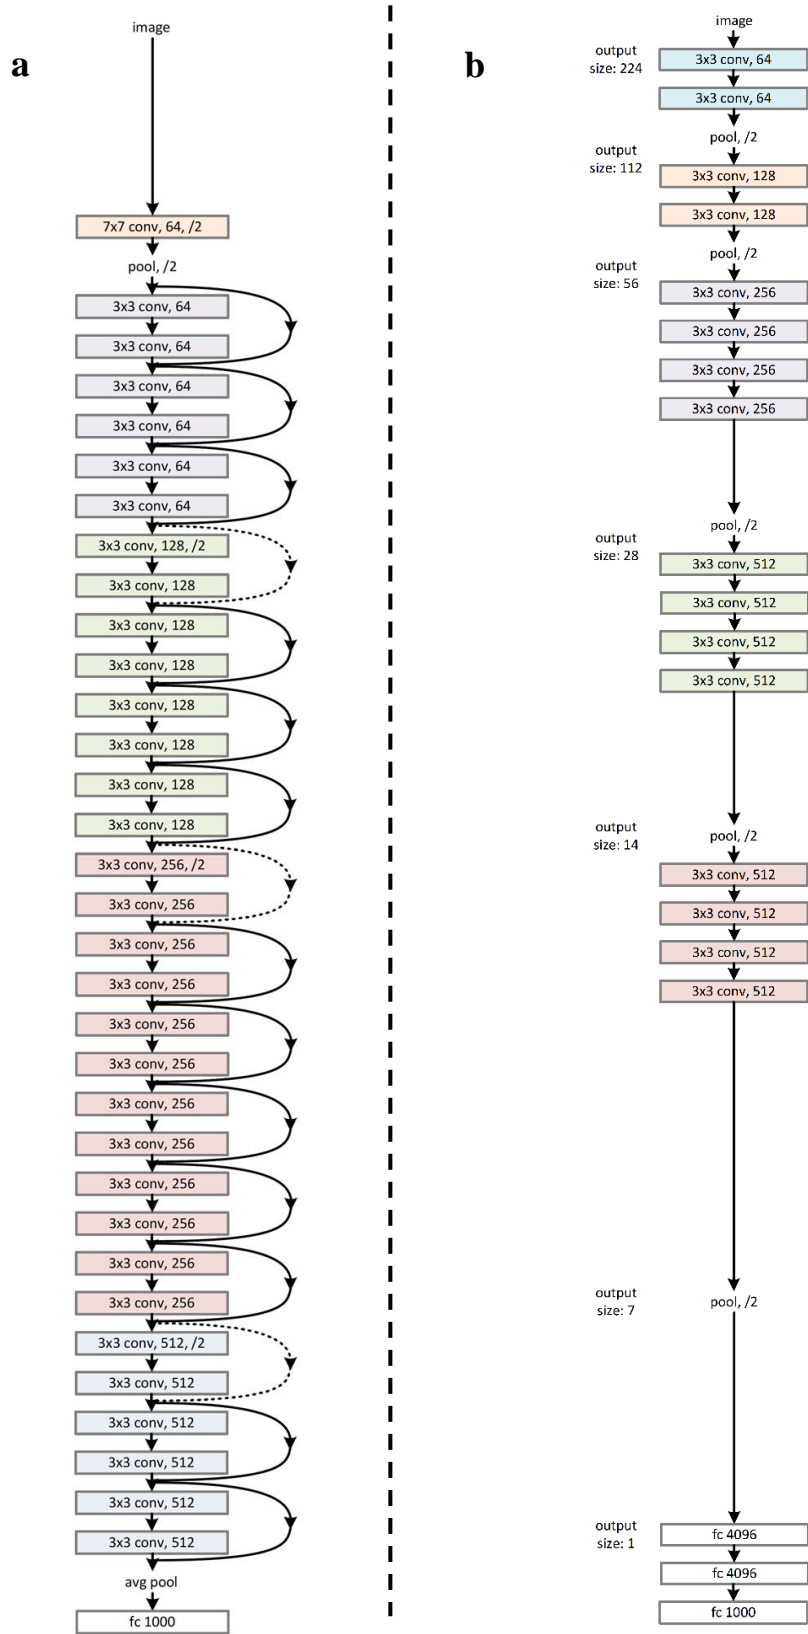 a
image
7x7 conv, 64, /2
pool, /2
3x3 conv, 64
3x3 conv, 64
3x3 conv, 64
3x3 conv, 64
3x3 conv, 64
3x3 conv, 64
3x3 conv, 128, /2
3x3 conv, 128
3x3 conv, 128
3x3 conv, 128
3x3 conv, 128
3x3 conv, 128
3x3 conv, 128
3x3 conv, 128
3x3 conv, 256, /2
3x3 conv, 256
3x3 conv, 256
3x3 conv, 256
3x3 conv, 256
3x3 conv, 256
3x3 conv, 256
3x3 conv, 256
3x3 conv, 256
3x3 conv, 256
3x3 conv, 256
3x3 conv, 256
3x3 conv, 512, /2
3x3 conv, 512
3x3 conv, 512
3x3 conv, 512
3x3 conv, 512
3x3 conv, 512
avg pool
fc 1000
b
image
output
size: 224
3x3 conv, 64
3x3 conv, 64
pool, /2
output
size: 112
3x3 conv, 128
3x3 conv, 128
pool, /2
output
size: 56
3x3 conv, 256
3x3 conv, 256
3x3 conv, 256
3x3 conv, 256
pool, /2
output
size: 28
3x3 conv, 512
3x3 conv, 512
3x3 conv, 512
3x3 conv, 512
output
size: 14
pool, /2
3x3 conv, 512
3x3 conv, 512
3x3 conv, 512
3x3 conv, 512
output
size: 7
pool, /2
output
size: 1
fc 4096
fc 4096
fc 1000